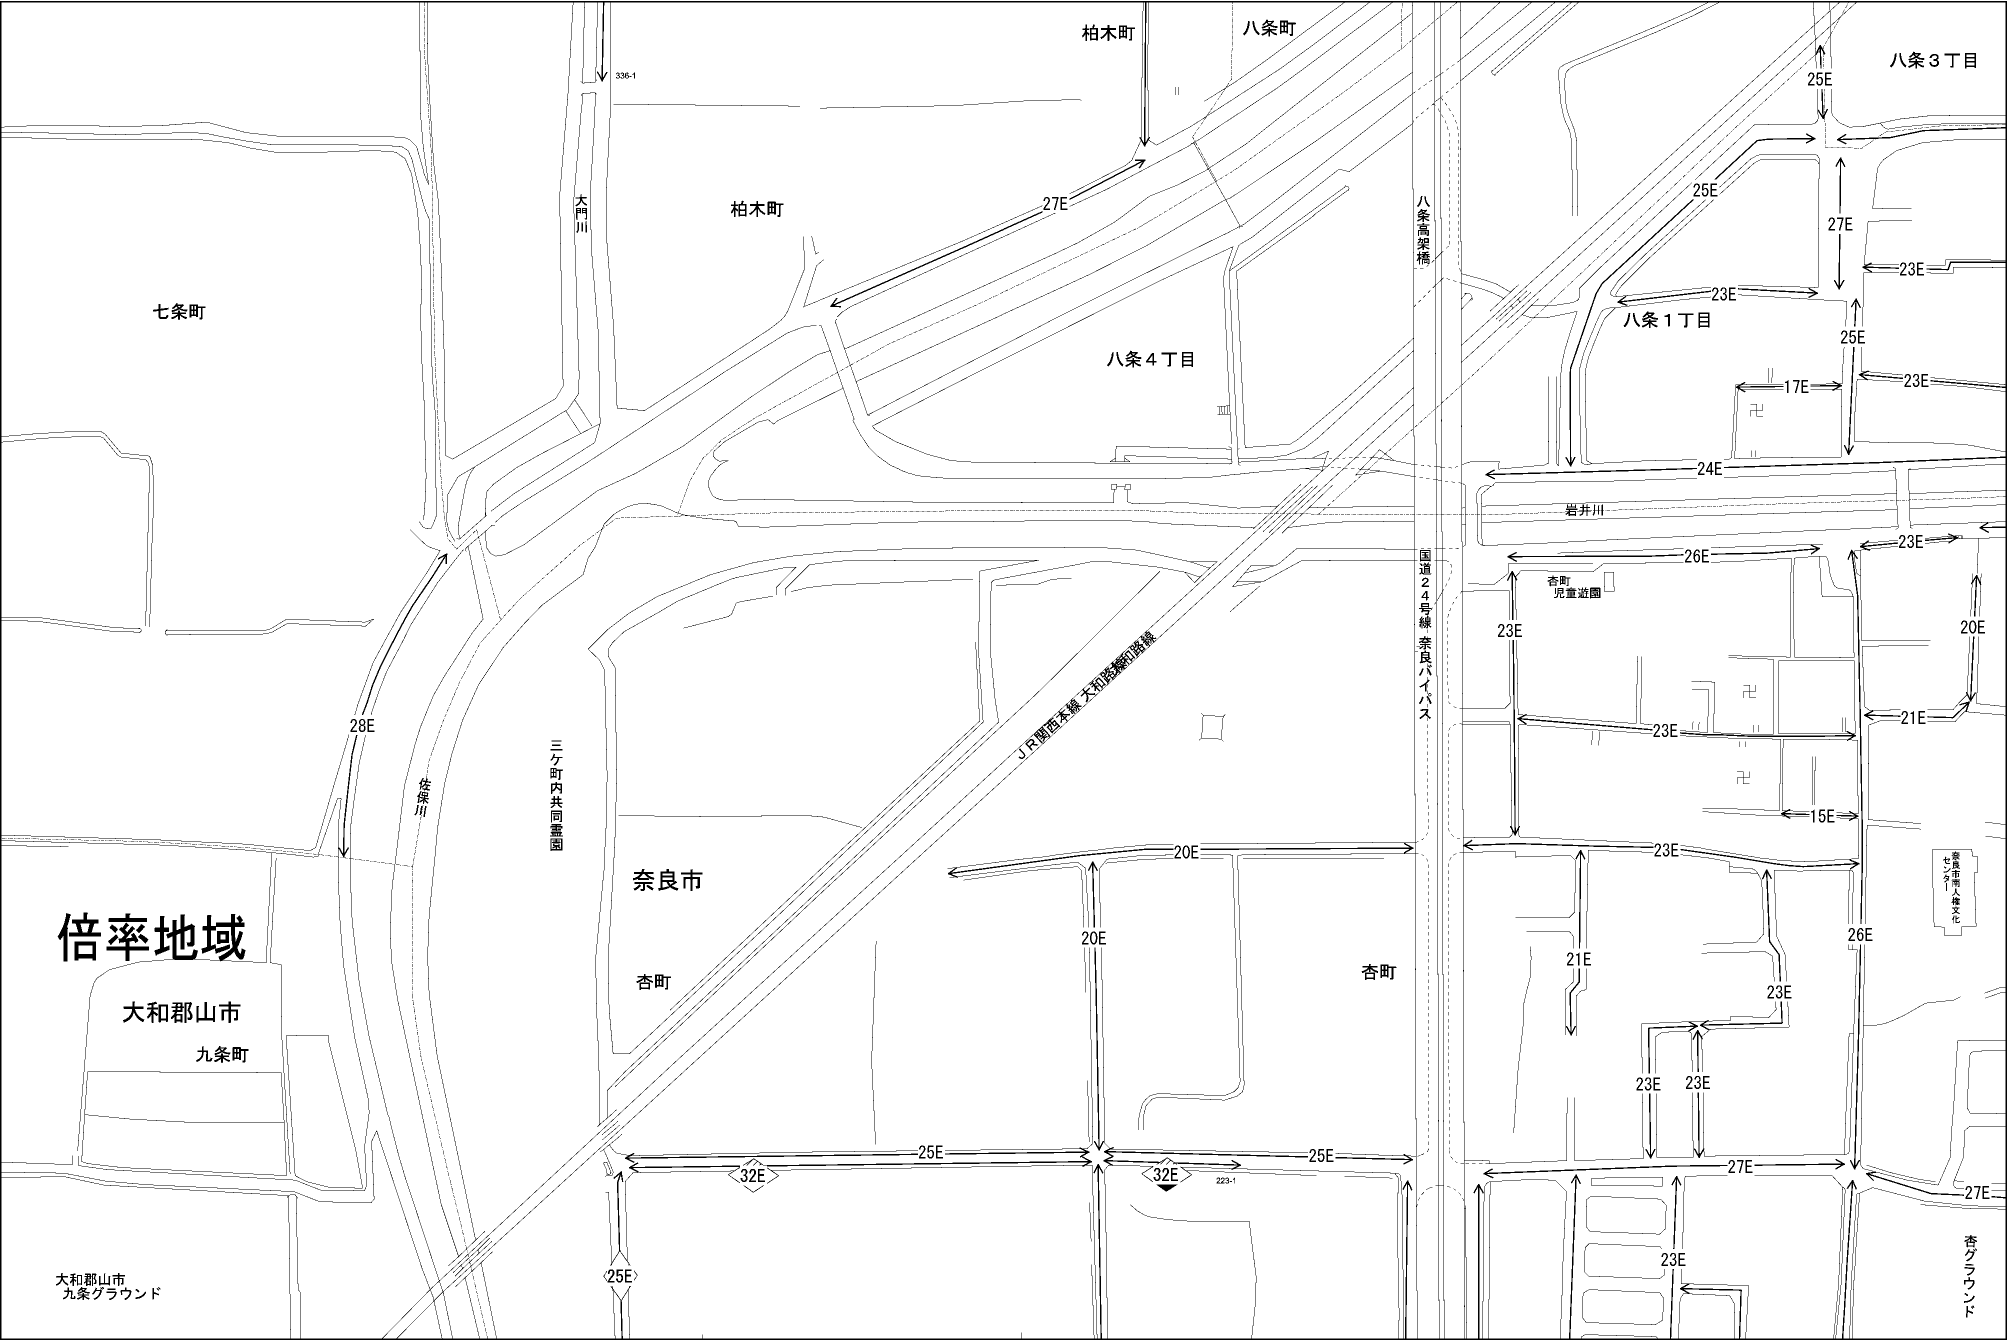 柏木町
八条町
八条３丁目
336-1
25E
25E
大門川
柏木町
27E
八条高架橋
27E
23E
七条町
23E
八条１丁目
25E
八条４丁目
17E
23E
24E
岩井川
26E
23E
杏町
児童遊園
国道２４号線 奈良バイパス
23E
20E
ＪＲ関西本線 大和路線
大和路線
28E
21E
23E
三ケ町内共同霊園
佐保川
15E
20E
23E
奈良市
奈良市南人権文化
センター
倍率地域
20E
26E
21E
杏町
杏町
23E
大和郡山市
九条町
23E
23E
25E
25E
32E
32E
223-1
27E
27E
25E
23E
杏グラウンド
大和郡山市
九条グラウンド